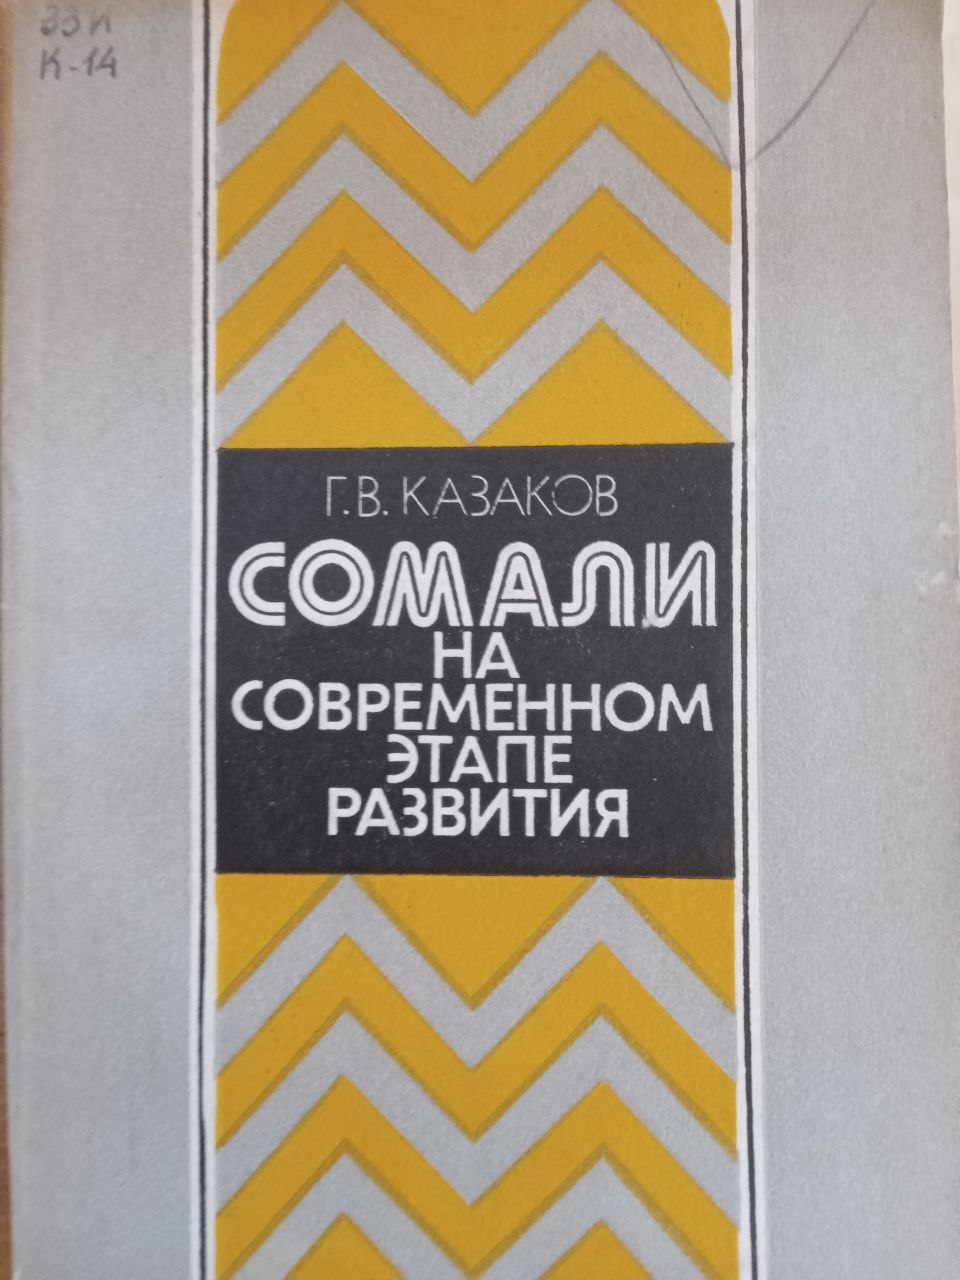 33И
К-14
Г.В. КАЗАКОВ
СОМАЛИ
НА
СОВРЕМЕННОМ
ЭТАПЕ
РАЗВИТИЯ